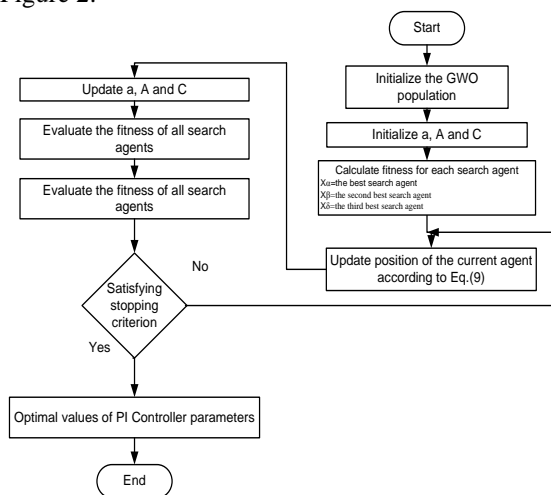 Figure 2.
Start
Initialize the GWO
population
Initialize a, A and C
Calculate fitness for each search agent
Xα=the best search agent
Xβ=the second best search agent
Xδ=the third best search agent
Update position of the current agent
according to Eq.(9)
Update a, A and C
Evaluate the fitness of all search
agents
Evaluate the fitness of all search
agents
No
Satisfying
stopping
criterion
Yes
Optimal values of PI Controller parameters
End